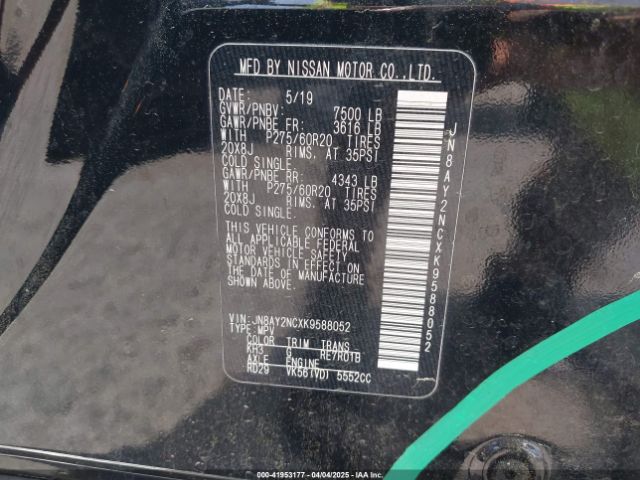 MFD BY NISSAN MOTOR CO.,LTD.
DATE: 5/19
GVWR/PNBV: 7500 LB
GAWR/PNBE FR: 3616 LB
WITH P275/60R20 TIRES
20X8J RIMS, AT 35PSI
COLD SINGLE.
GAWR/PNBE RR: 4343 LB
WITH P275/60R20 TIRES
20X8J RIMS, AT 35PSI
COLD SINGLE.
THIS VEHICLE CONFORMS TO
ALL APPLICABLE FEDERAL
MOTOR VEHICLE SAFETY
STANDARDS IN EFFECT ON
THE DATE OF MANUFACTURE
SHOWN ABOVE.
VIN: JN8AY2NCXK9588052
TYPE: MPV
COLOR TRIM TRANS
KH3 G RE7R01B
AXLE ENGINE
RD29 VK56(VD) 5552CC
JN8AY2NCXK9588052
000-41953177 - 04/04/2025 - IAA Inc.